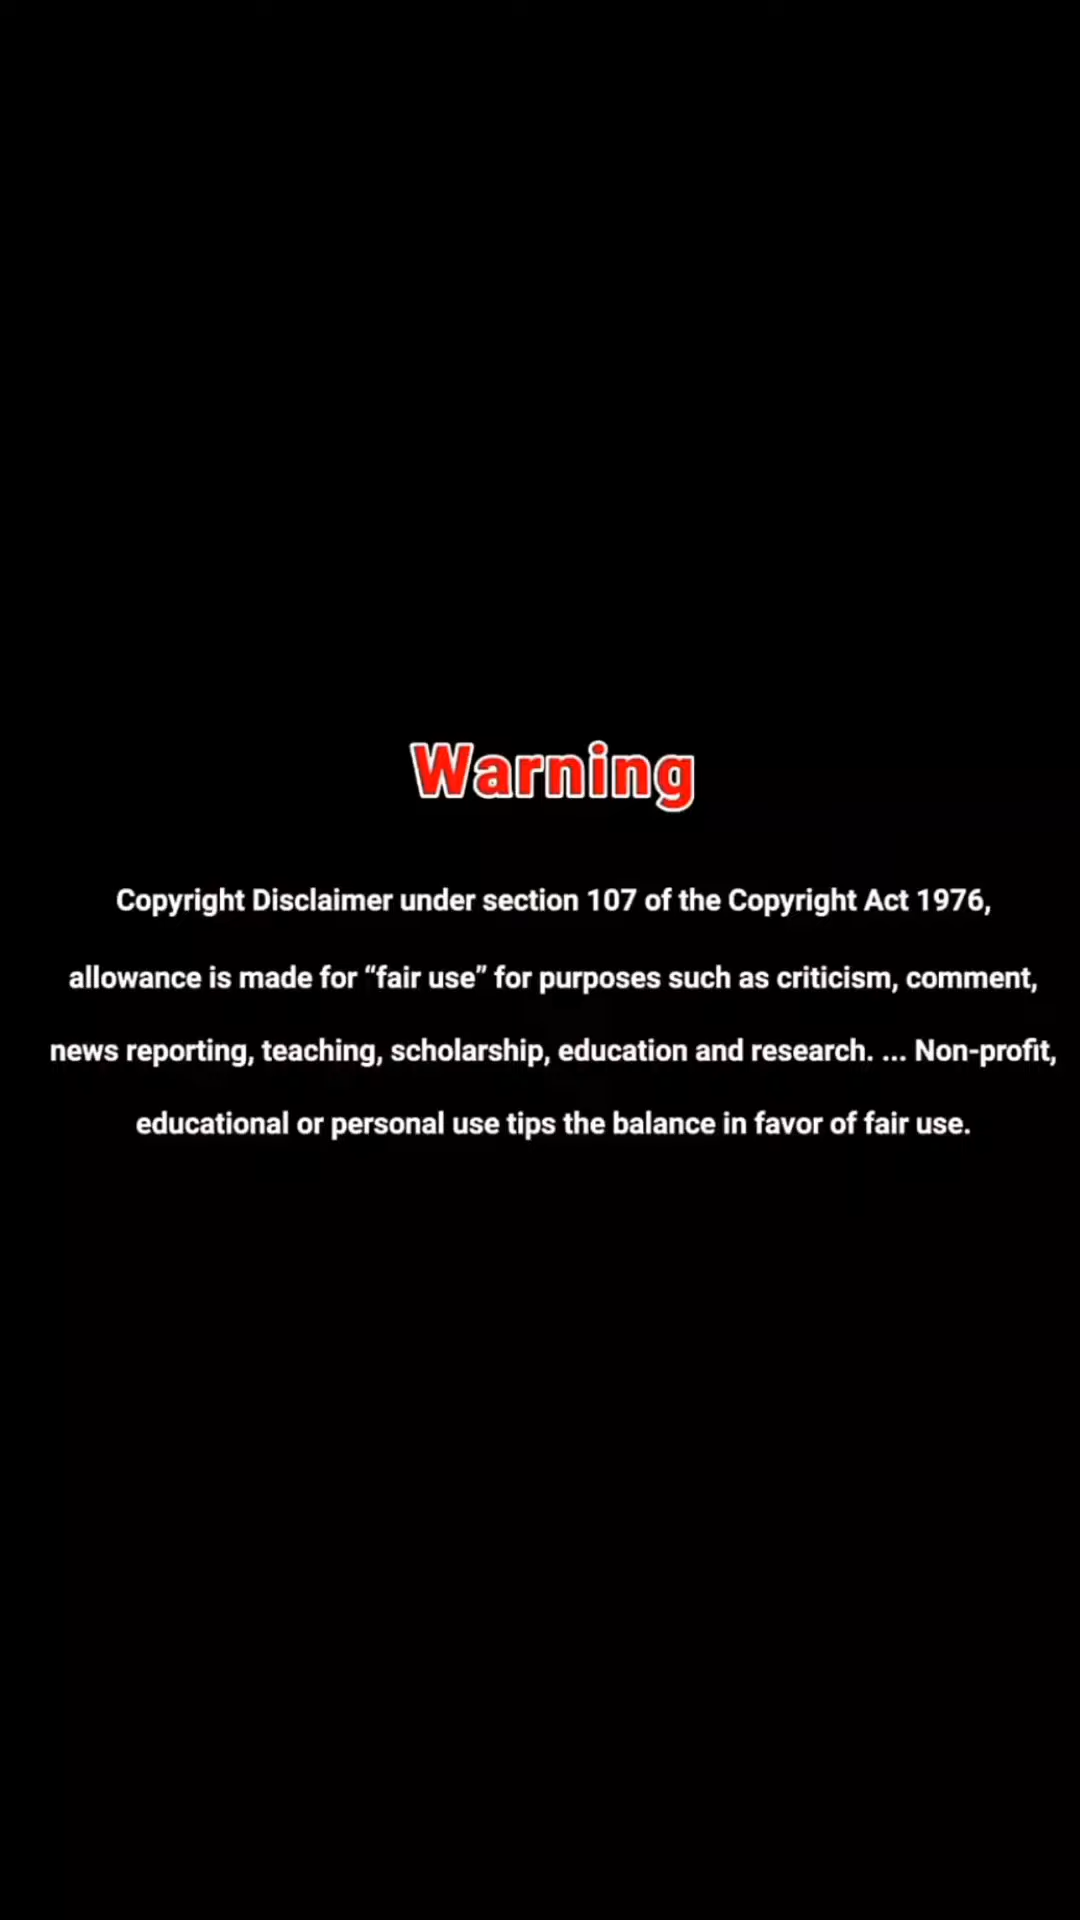 Warning
Copyright Disclaimer under section 107 of the Copyright Act 1976,
allowance is made for “fair use” for purposes such as criticism, comment,
news reporting, teaching, scholarship, education and research. ... Non-profit,
educational or personal use tips the balance in favor of fair use.